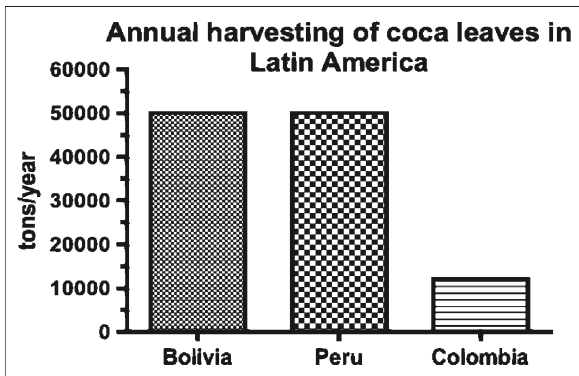 Annual harvesting of coca leaves in
Latin America
60000
50000
40000
30000
20000
10000
0
tons/year
Bolivia
Peru
Colombia